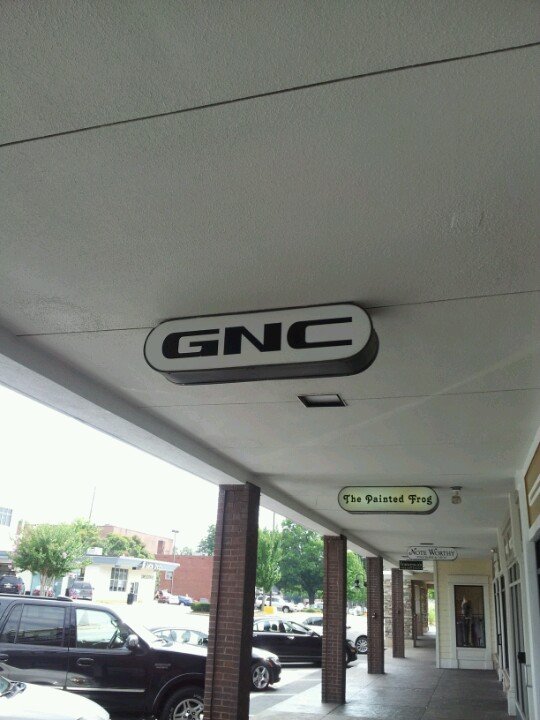 GNC
The Painted Frog
NOTE WORTHY